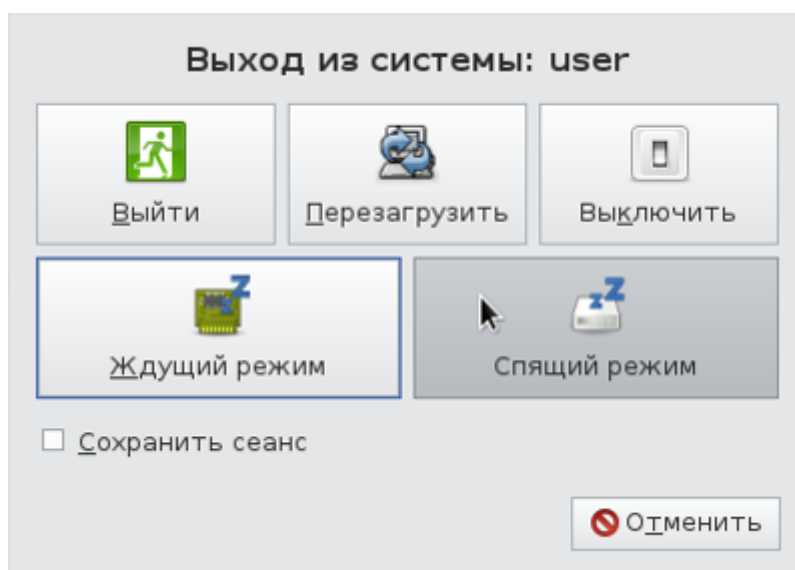 Выход из системы: user
Выйти
Перезагрузить
Выключить
Ждущий режим
Спящий режим
Сохранить сеанс
Отменить